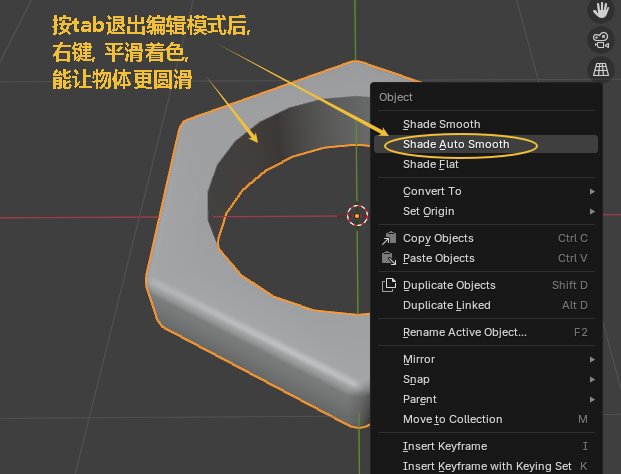 按tab退出编辑模式后,
右键, 平滑着色,
能让物体更圆滑
Object
Shade Smooth
Shade Auto Smooth
Shade Flat
Convert To
Set Origin
Copy Objects Ctrl C
Paste Objects Ctrl V
Duplicate Objects Shift D
Duplicate Linked Alt D
Rename Active Object... F2
Mirror
Snap
Parent
Move to Collection M
Insert Keyframe I
Insert Keyframe with Keying Set K